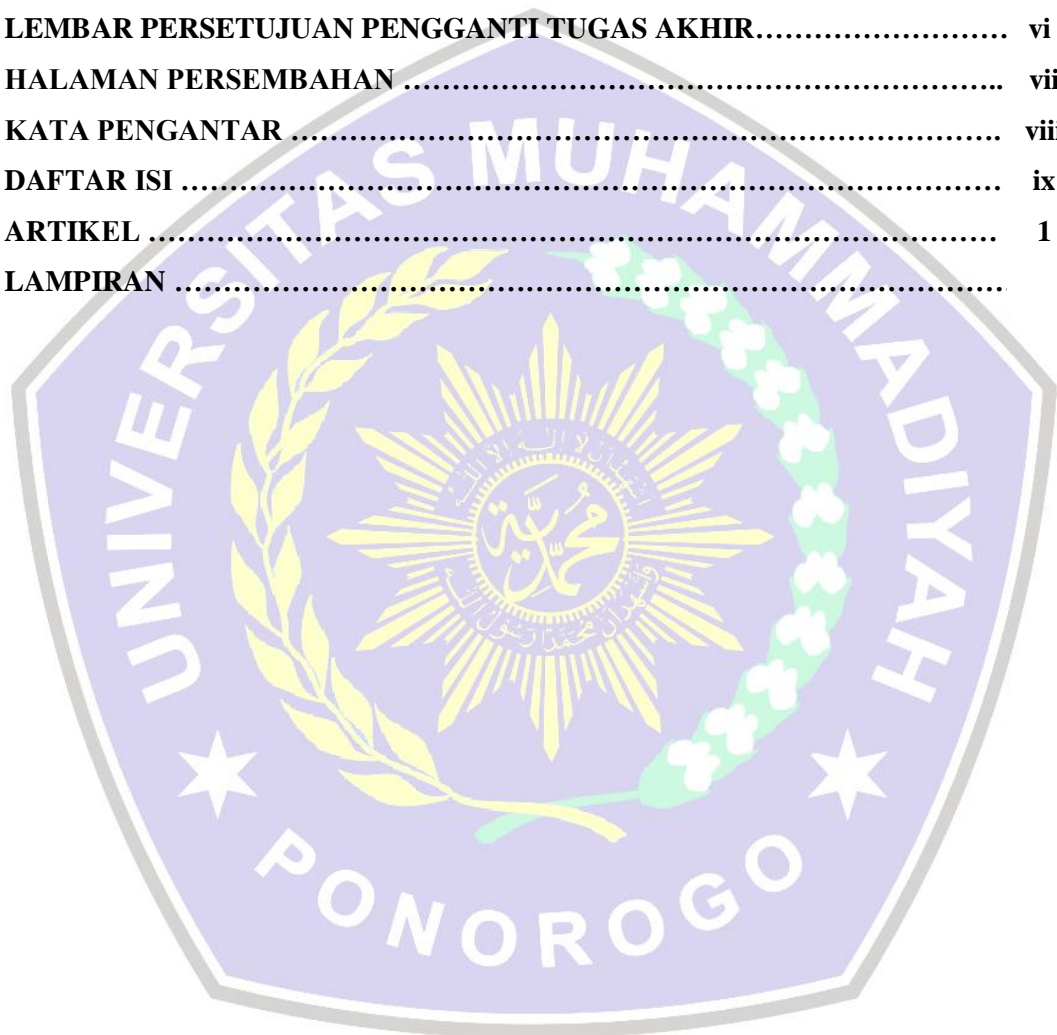 LEMBAR PERSETUJUAN PENGGANTI TUGAS AKHIR……………………… vi
HALAMAN PERSEMBAHAN …………………………………………………….. vii
KATA PENGANTAR ………………………………………………………………. viii
DAFTAR ISI ………………………………………………………………………… ix
ARTIKEL …………………………………………………………………………… 1
LAMPIRAN …………………………………………………………………………
UNIVERSITAS MUHAMMADIYAH
PONOROGO